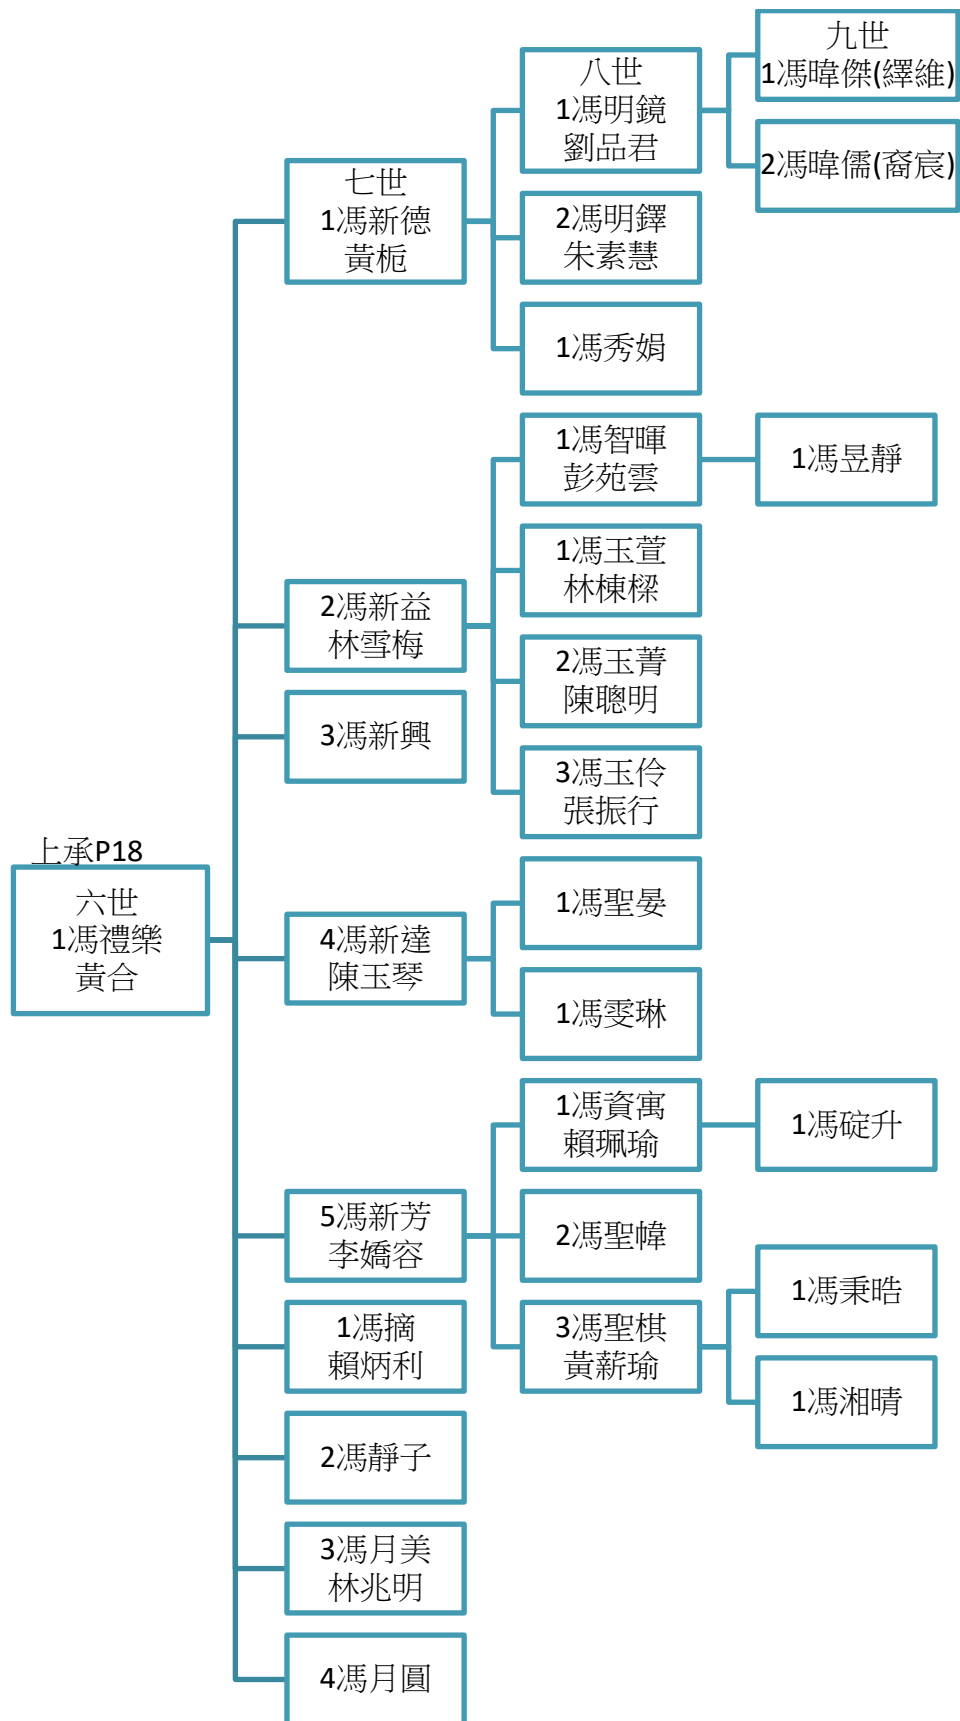 上承P18
六世
1馮禮樂
黃合
七世
1馮新德
黃栀
八世
1馮明鏡
劉品君
九世
1馮暐傑(繹維)
2馮暐儒(裔宸)
2馮明鐸
朱素慧
1馮秀娟
2馮新益
林雪梅
1馮智暉
彭苑雲
1馮昱靜
1馮玉萱
林棟樑
2馮玉菁
陳聰明
3馮玉伶
張振行
3馮新興
4馮新達
陳玉琴
1馮聖晏
1馮雯琳
5馮新芳
李嬌容
1馮資寓
賴珮瑜
1馮碇升
2馮聖幃
3馮聖棋
黃薪瑜
1馮秉晧
1馮湘晴
1馮摘
賴炳利
2馮靜子
3馮月美
林兆明
4馮月圓